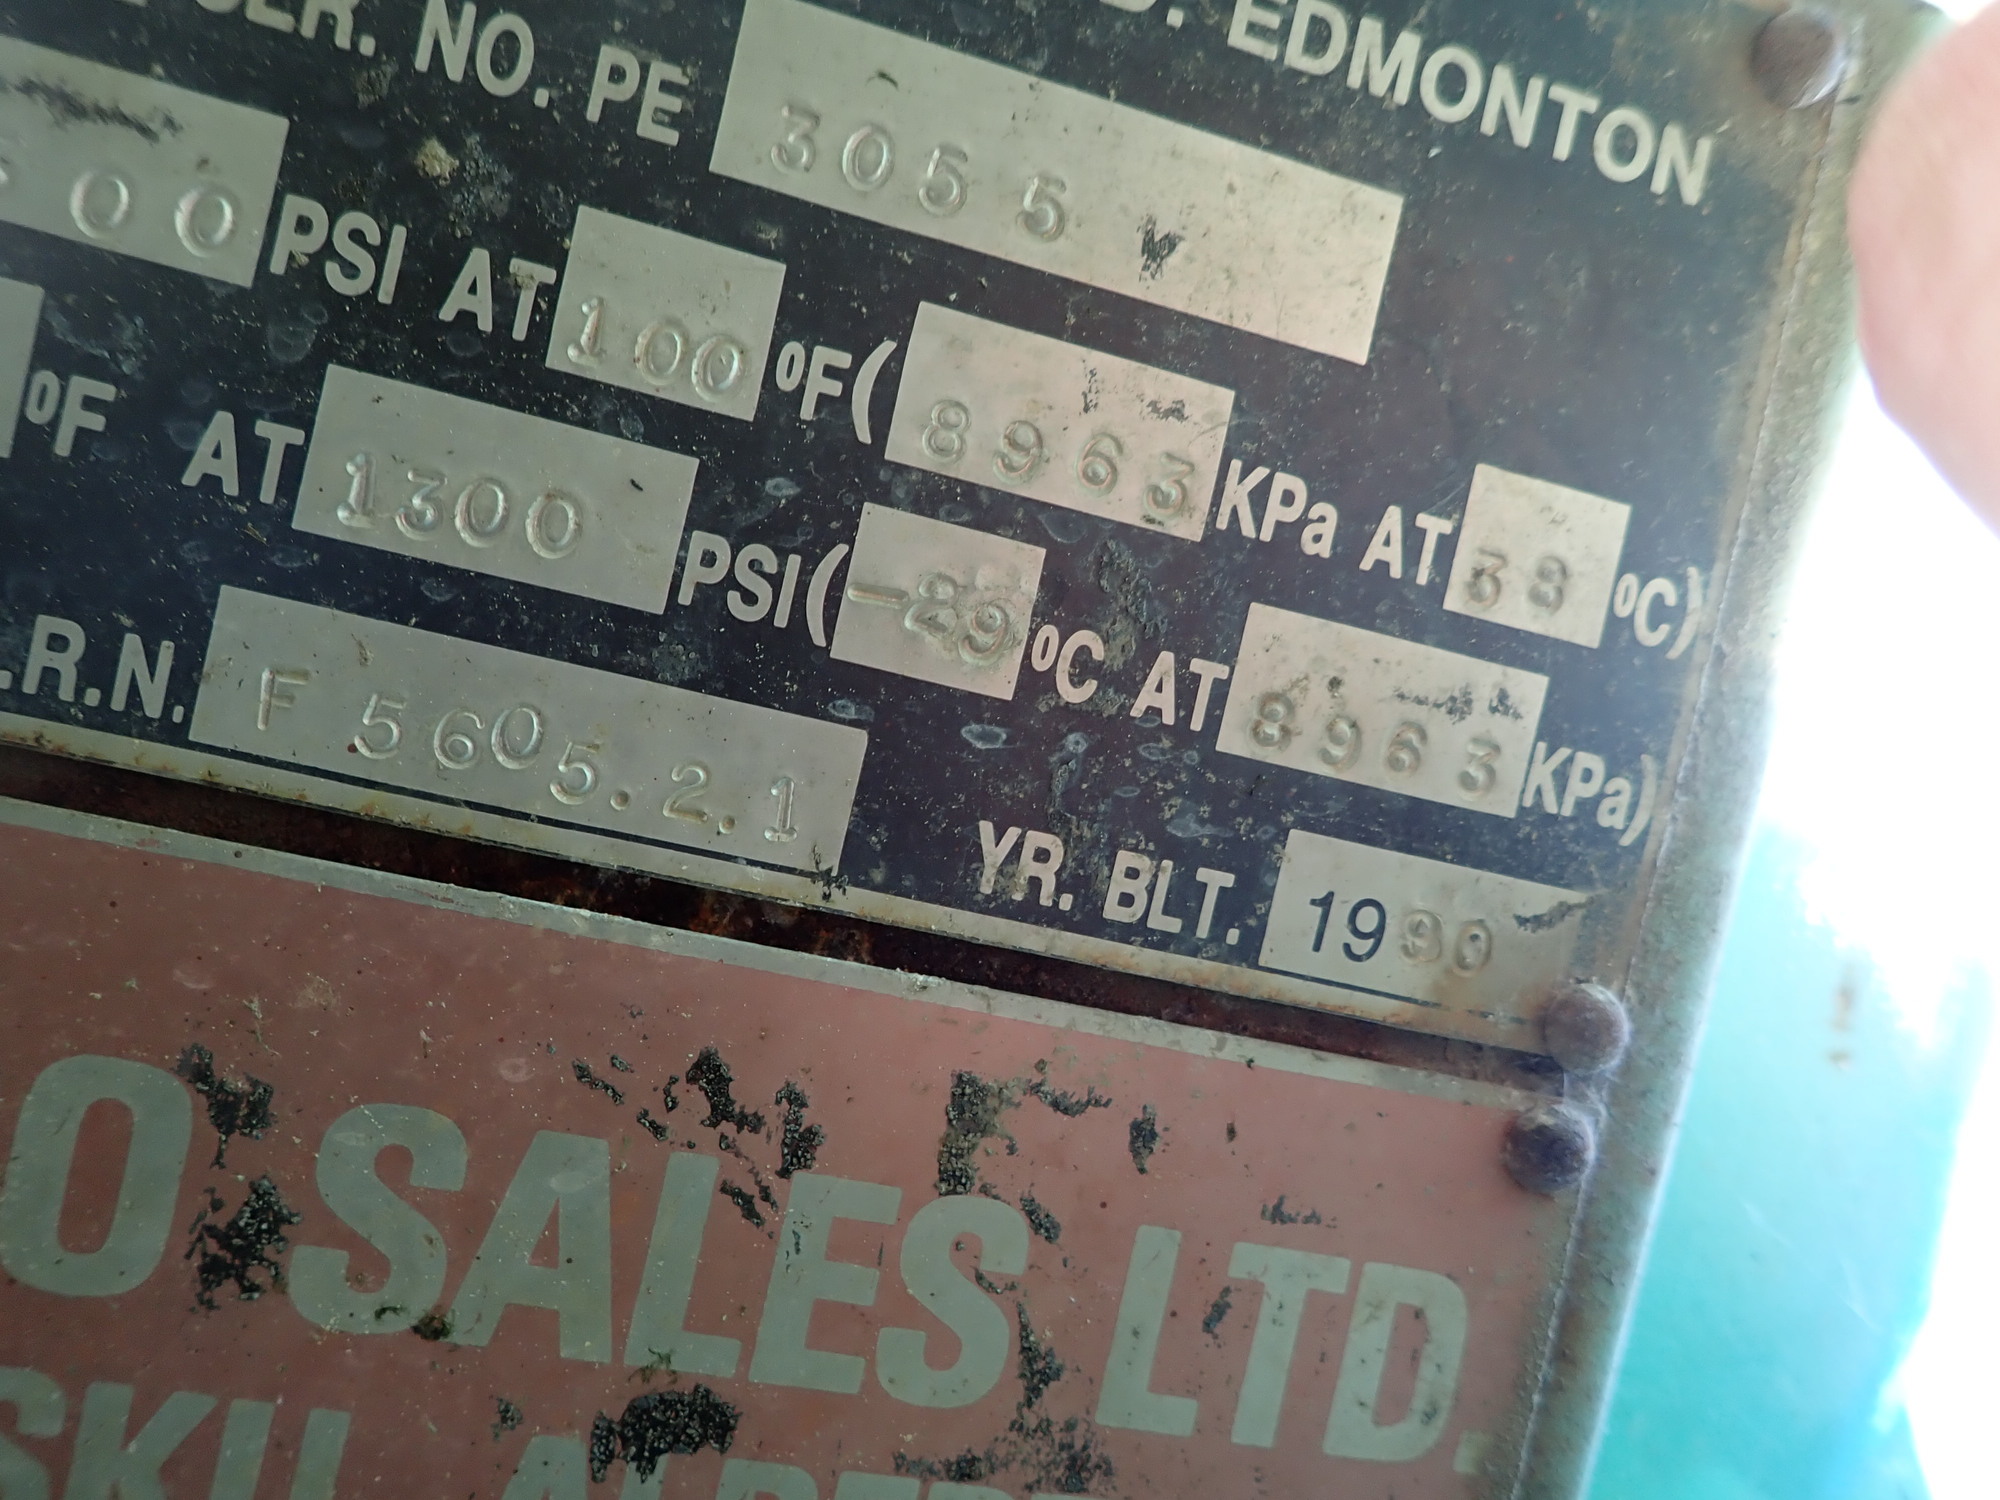 D. EDMONTON
SER. NO. PE 3055
00 PSI AT 100 ºF ( 8963 KPa AT 38 ºC)
ºF AT 1300 PSI ( -29 ºC AT 8963 KPa)
.R.N. F 5605.2.1
YR. BLT. 1990
O SALES LTD.